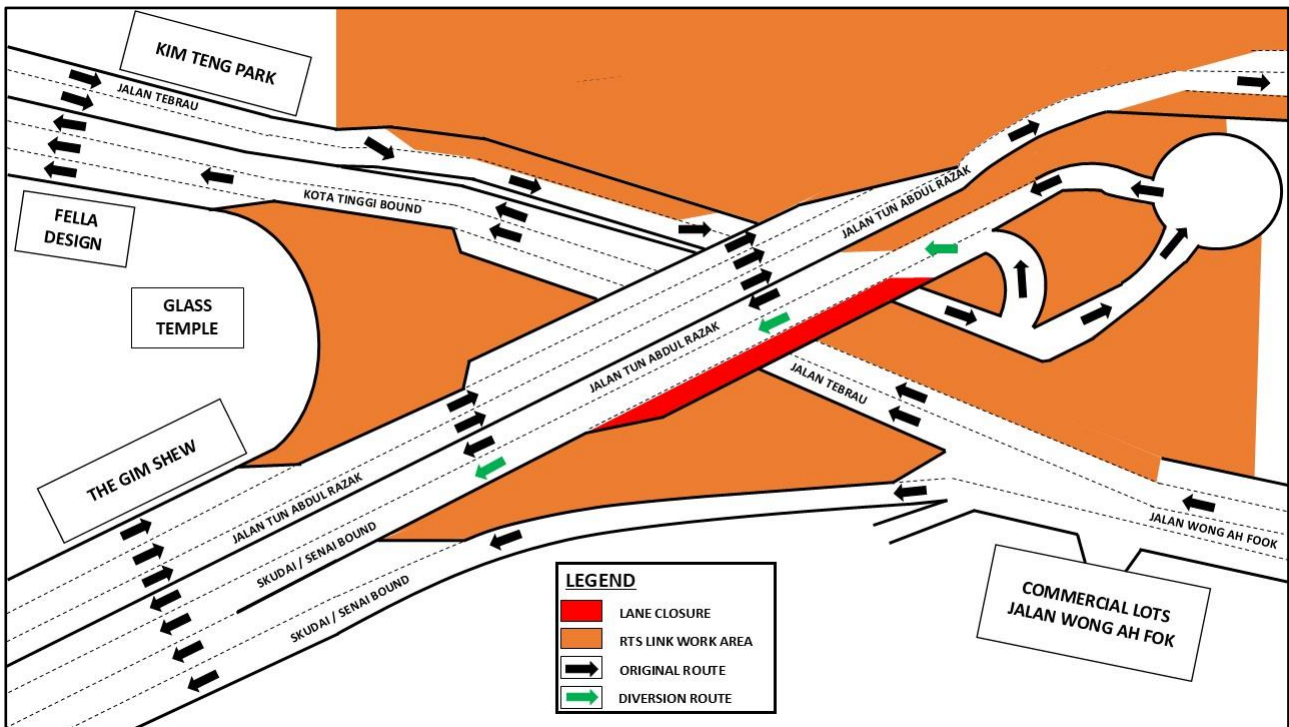 KIM TENG PARK
JALAN TEBRAU
KOTA TINGGI BOUND
FELLA
DESIGN
GLASS
TEMPLE
JALAN TUN ABDUL RAZAK
JALAN TUN ABDUL RAZAK
JALAN TEBRAU
THE GIM SHEW
JALAN TUN ABDUL RAZAK
SKUDAI / SENAI BOUND
SKUDAI / SENAI BOUND
JALAN WONG AH FOOK
COMMERCIAL LOTS
JALAN WONG AH FOK
LEGEND
LANE CLOSURE
RTS LINK WORK AREA
ORIGINAL ROUTE
DIVERSION ROUTE